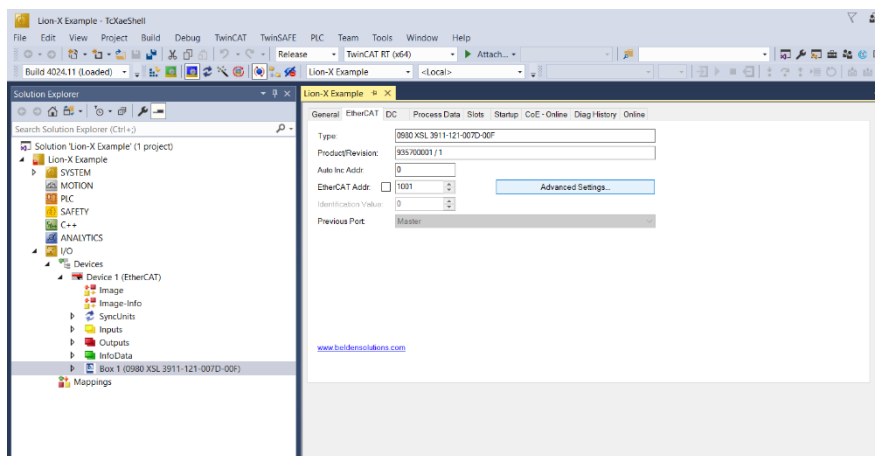 Lion-X Example - TcXaeShell
File Edit View Project Build Debug TwinCAT TwinSAFE PLC Team Tools Window Help
Release TwinCAT RT (x64) Attach...
Build 4024.11 (Loaded) Lion-X Example <Local>
Solution Explorer
Search Solution Explorer (Ctrl+;)
Solution 'Lion-X Example' (1 project)
Lion-X Example
SYSTEM
MOTION
PLC
SAFETY
C++
ANALYTICS
I/O
Devices
Device 1 (EtherCAT)
Image
Image-Info
SyncUnits
Inputs
Outputs
InfoData
Box 1 (0980 XSL 3911-121-007D-00F)
Mappings
Lion-X Example
General EtherCAT DC Process Data Slots Startup CoE - Online Diag History Online
Type: 0980 XSL 3911-121-007D-00F
Product/Revision: 935700001 / 1
Auto Inc Addr: 0
EtherCAT Addr: 1001 Advanced Settings...
Identification Value: 0
Previous Port: Master
www.beldensolutions.com